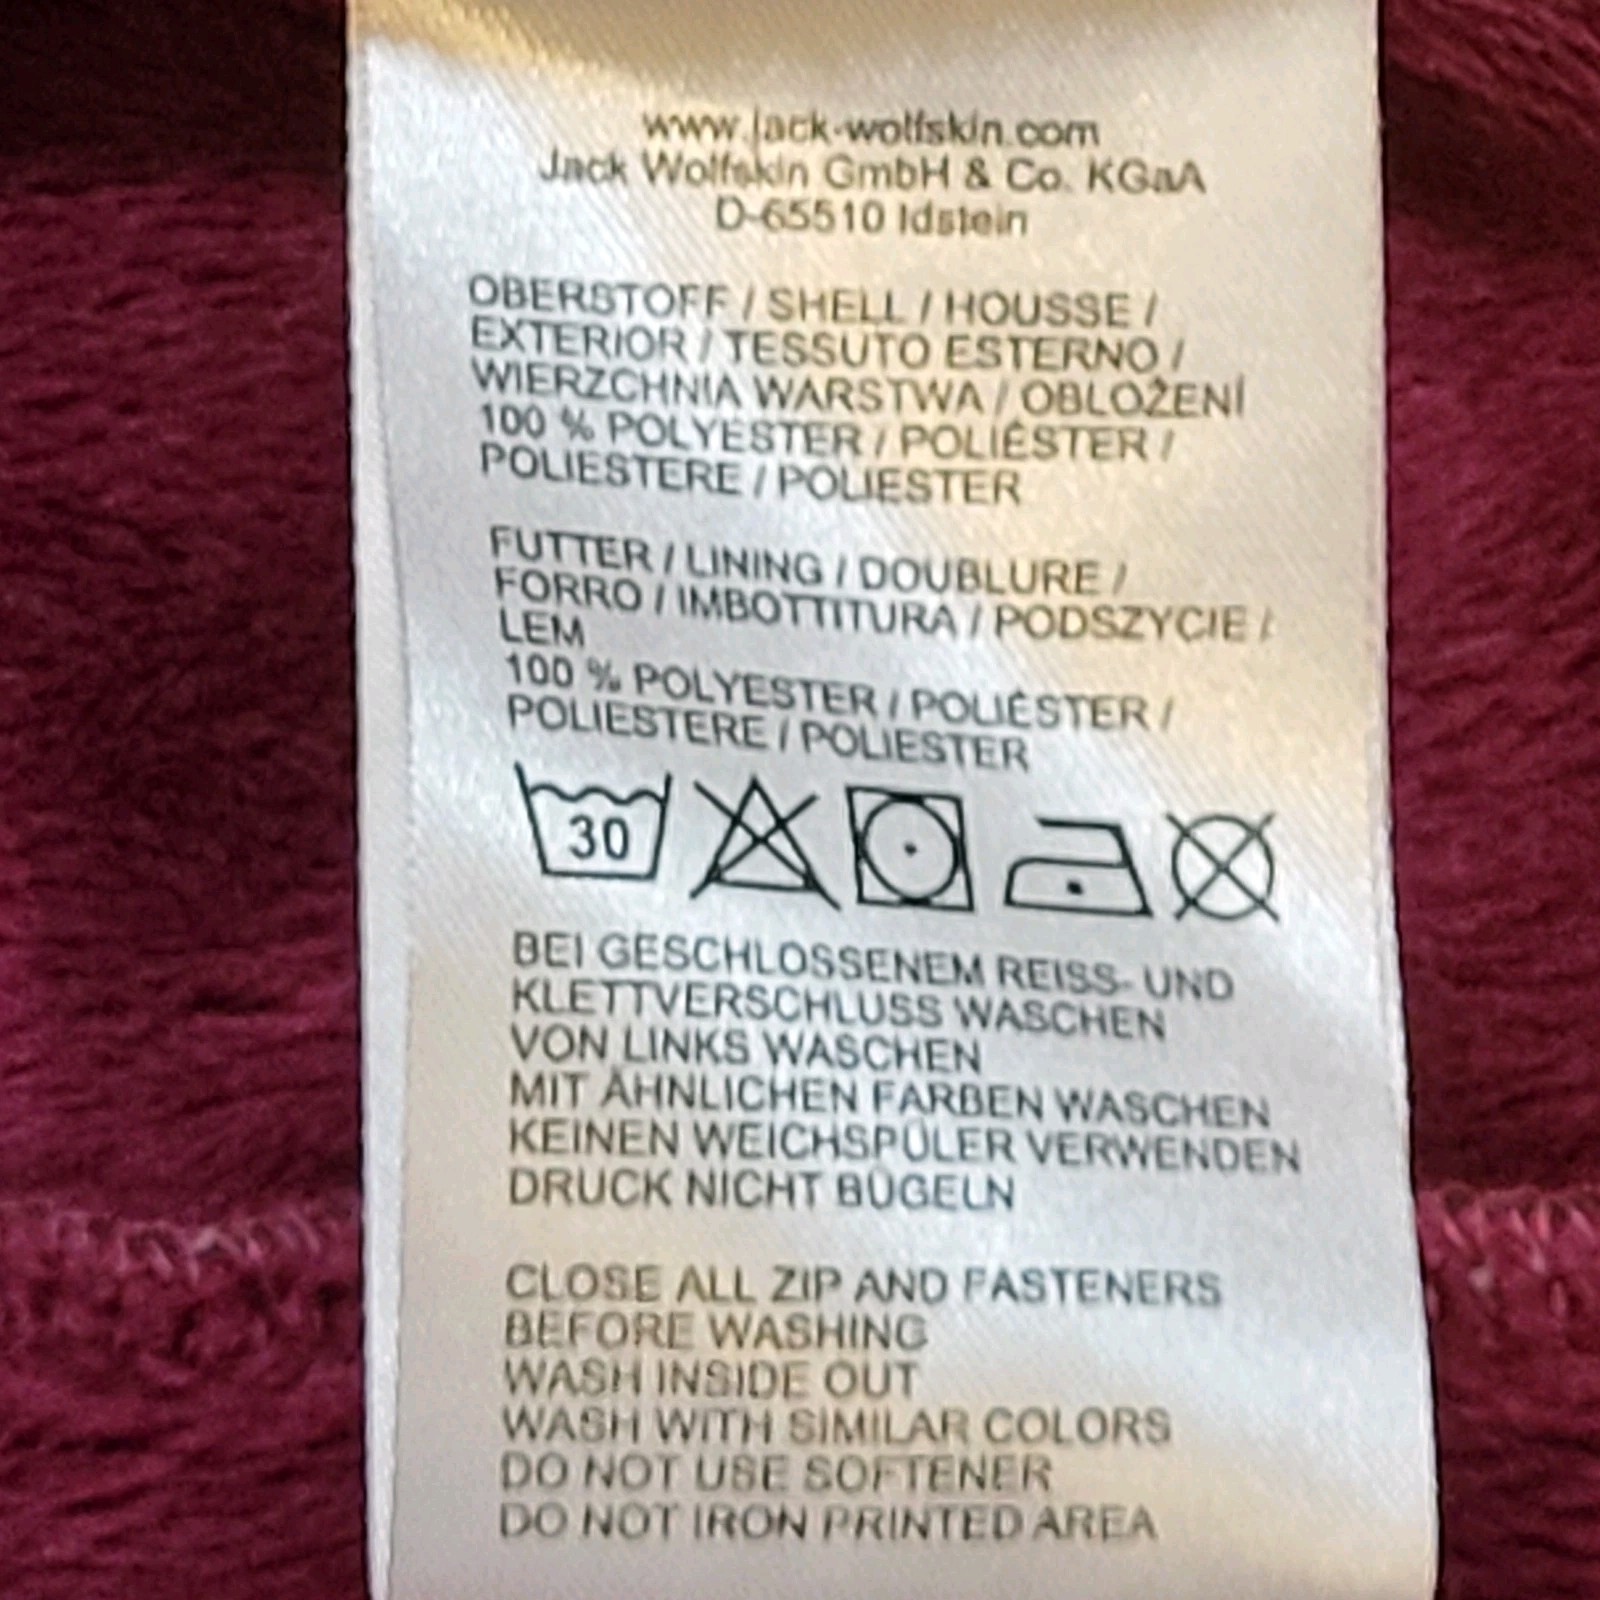 www.jack-wolfskin.com
Jack Wolfskin GmbH & Co. KGaA
D-65510 Idstein
OBERSTOFF / SHELL / HOUSSE /
EXTERIOR / TESSUTO ESTERNO /
WIERZCHNIA WARSTWA / OBLOŽENÍ
100 % POLYESTER / POLIÉSTER /
POLIESTERE / POLIESTER
FUTTER / LINING / DOUBLURE /
FORRO / IMBOTTITURA / PODSZYCIE /
LEM
100 % POLYESTER / POLIÉSTER /
POLIESTERE / POLIESTER
30
BEI GESCHLOSSENEM REISS- UND
KLETTVERSCHLUSS WASCHEN
VON LINKS WASCHEN
MIT ÄHNLICHEN FARBEN WASCHEN
KEINEN WEICHSPÜLER VERWENDEN
DRUCK NICHT BÜGELN
CLOSE ALL ZIP AND FASTENERS
BEFORE WASHING
WASH INSIDE OUT
WASH WITH SIMILAR COLORS
DO NOT USE SOFTENER
DO NOT IRON PRINTED AREA